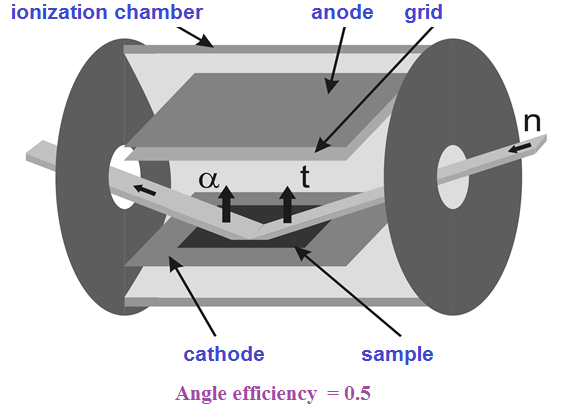 ionization chamber anode grid
n
α t
cathode sample
Angle efficiency = 0.5